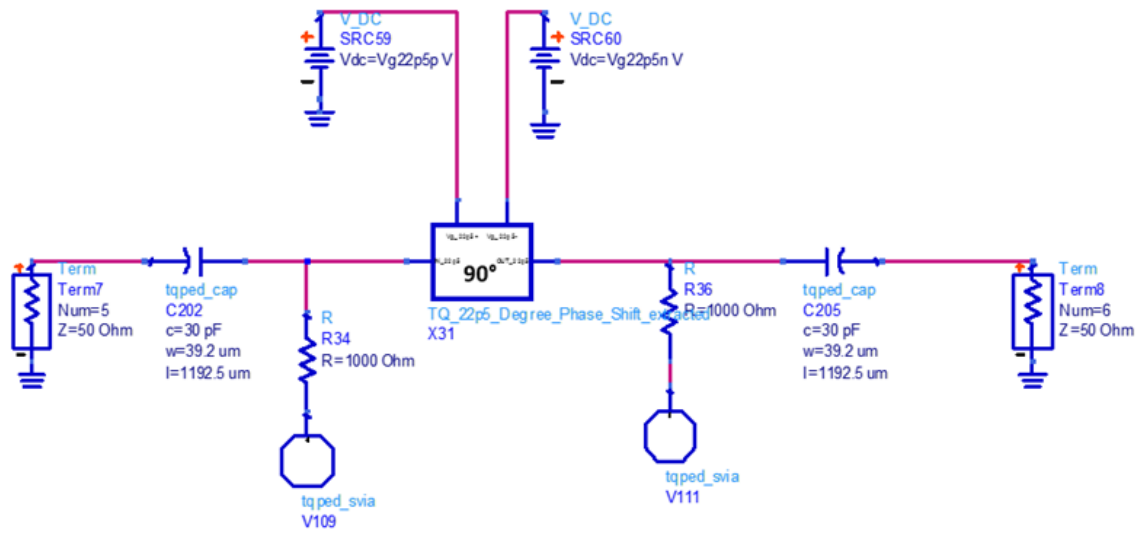 V_DC
SRC59
Vdc=Vg22p5p V
V_DC
SRC60
Vdc=Vg22p5n V
+
-
+
-
Term
Term7
Num=5
Z=50 Ohm
+
-
tqped_cap
C202
c=30 pF
w=39.2 um
l=1192.5 um
R
R34
R=1000 Ohm
tqped_svia
V109
90°
TQ_22p5_Degree_Phase_Shift_extracted
X31
R
R36
R=1000 Ohm
tqped_svia
V111
tqped_cap
C205
c=30 pF
w=39.2 um
l=1192.5 um
Term
Term8
Num=6
Z=50 Ohm
+
-